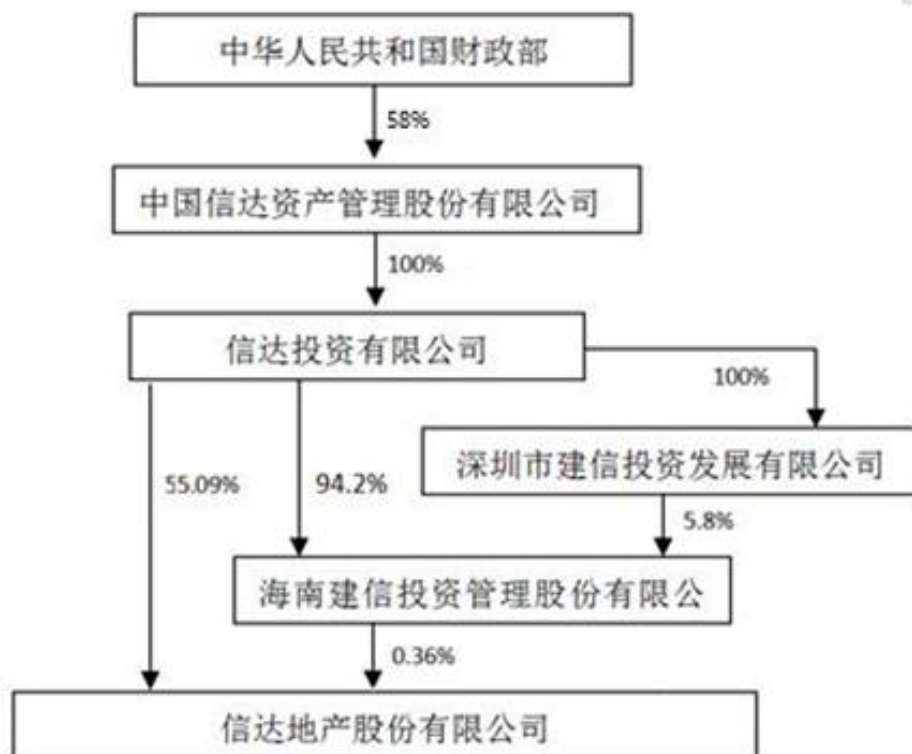 中华人民共和国财政部
58%
中国信达资产管理股份有限公司
100%
信达投资有限公司
100%
深圳市建信投资发展有限公司
55.09%
94.2%
5.8%
海南建信投资管理股份有限公
0.36%
信达地产股份有限公司